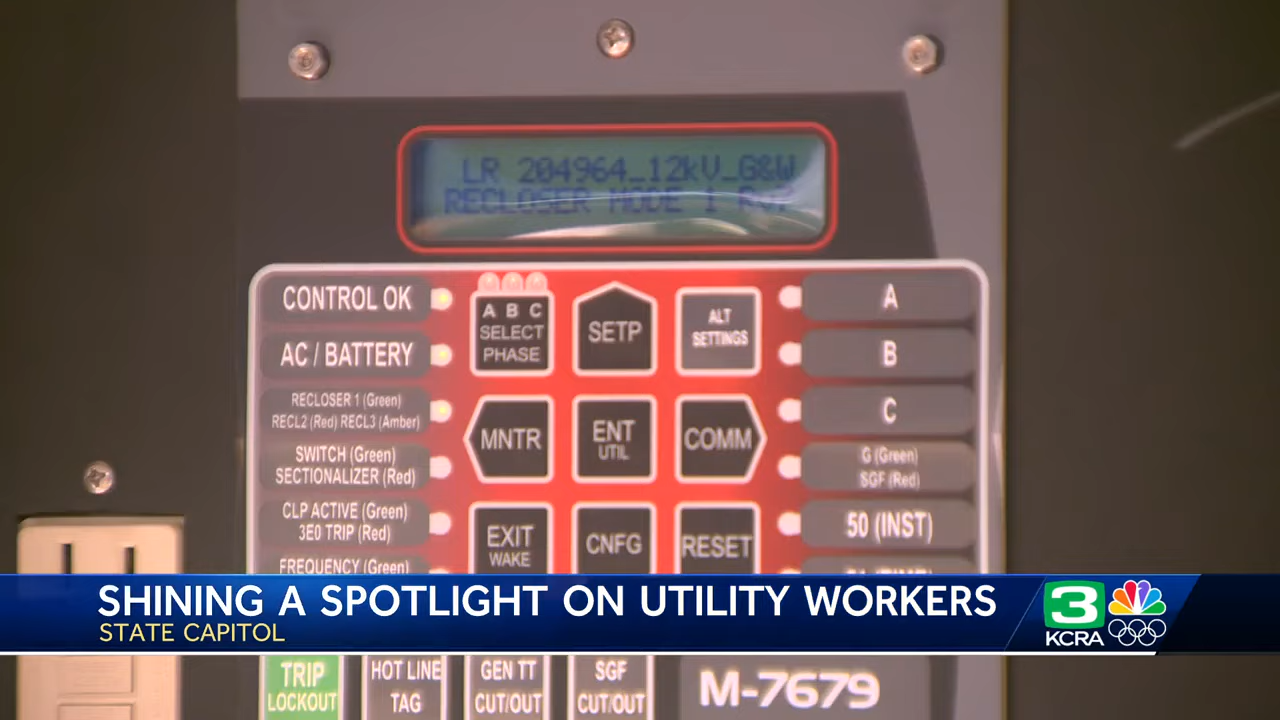 LR 204964_12kV_G&W
RECLOSER MODE 1 Rv7
CONTROL OK
AC / BATTERY
RECLOSER 1 (Green)
RECL2 (Red) RECL3 (Amber)
SWITCH (Green)
SECTIONALIZER (Red)
CLP ACTIVE (Green)
3E0 TRIP (Red)
FREQUENCY (Green)
A B C
SELECT
PHASE
SETP
ALT
SETTINGS
MNTR
ENT
UTIL
COMM
EXIT
WAKE
CNFG
RESET
A
B
C
G (Green)
SGF (Red)
50 (INST)
SHINING A SPOTLIGHT ON UTILITY WORKERS
STATE CAPITOL
3
KCRA
TRIP
LOCKOUT
HOT LINE
TAG
GEN TT
CUT/OUT
SGF
CUT/OUT
M-7679